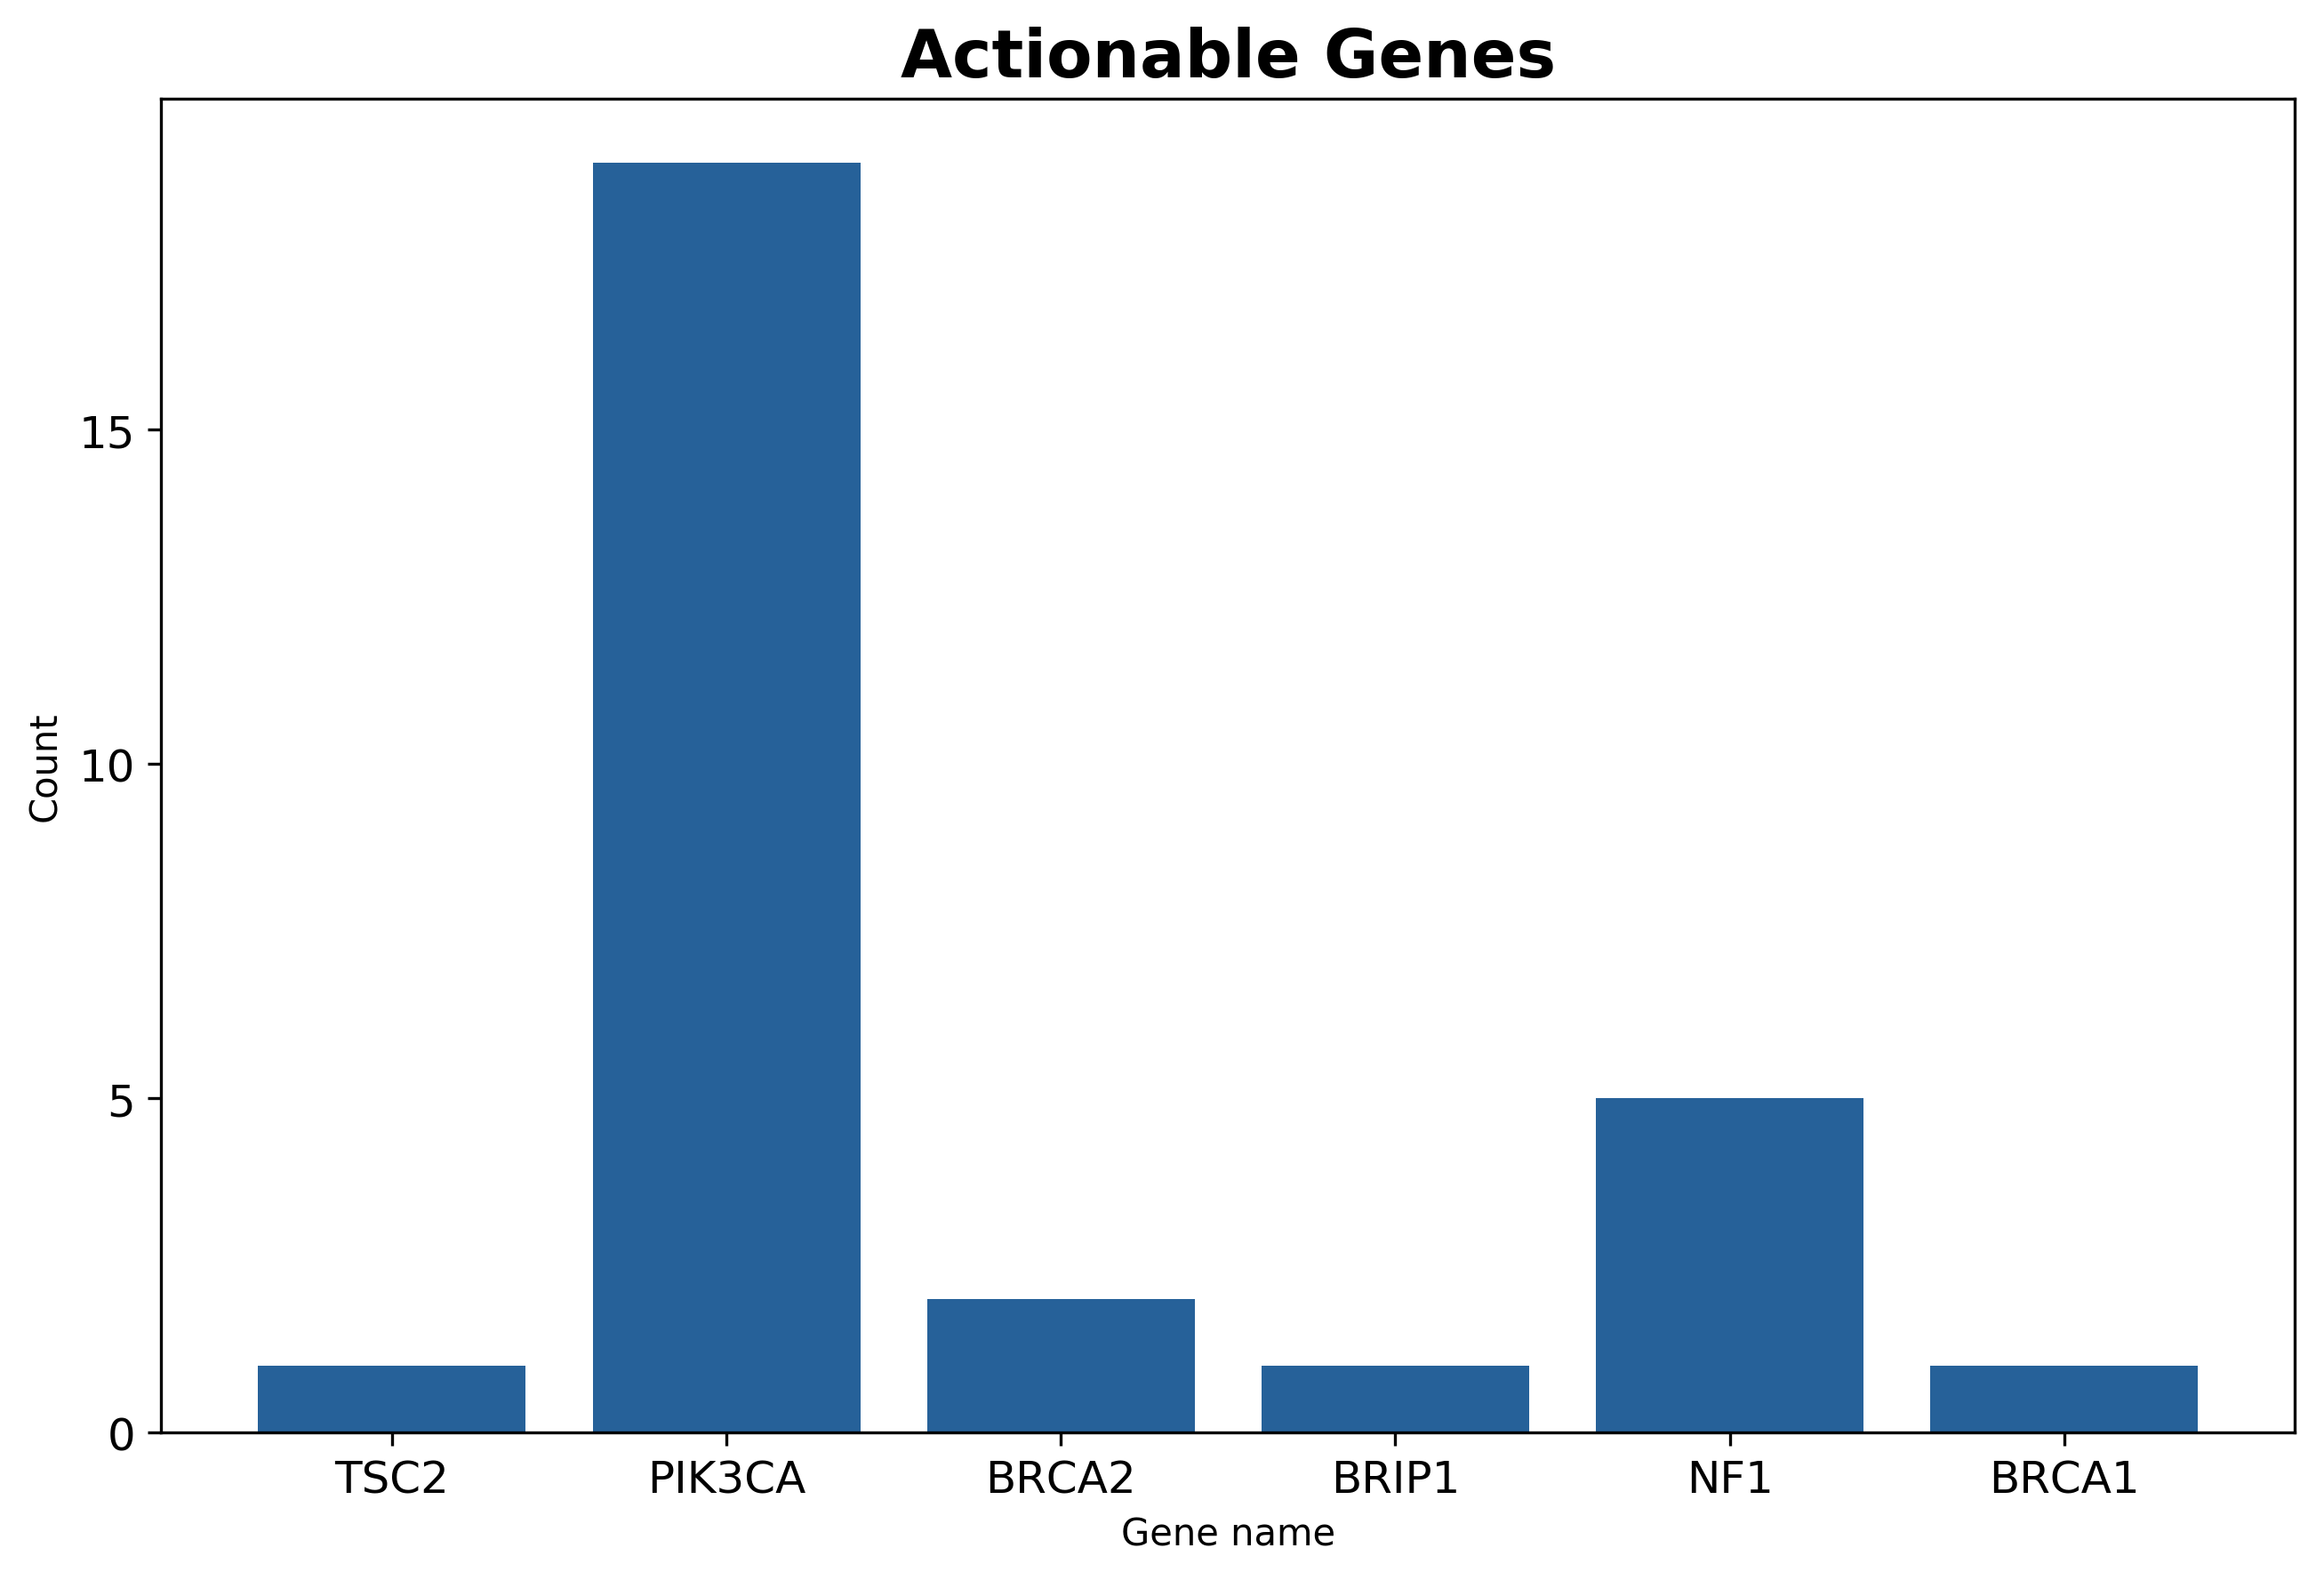 Actionable Genes
Count
15
10
5
0
TSC2 PIK3CA BRCA2 BRIP1 NF1 BRCA1
Gene name